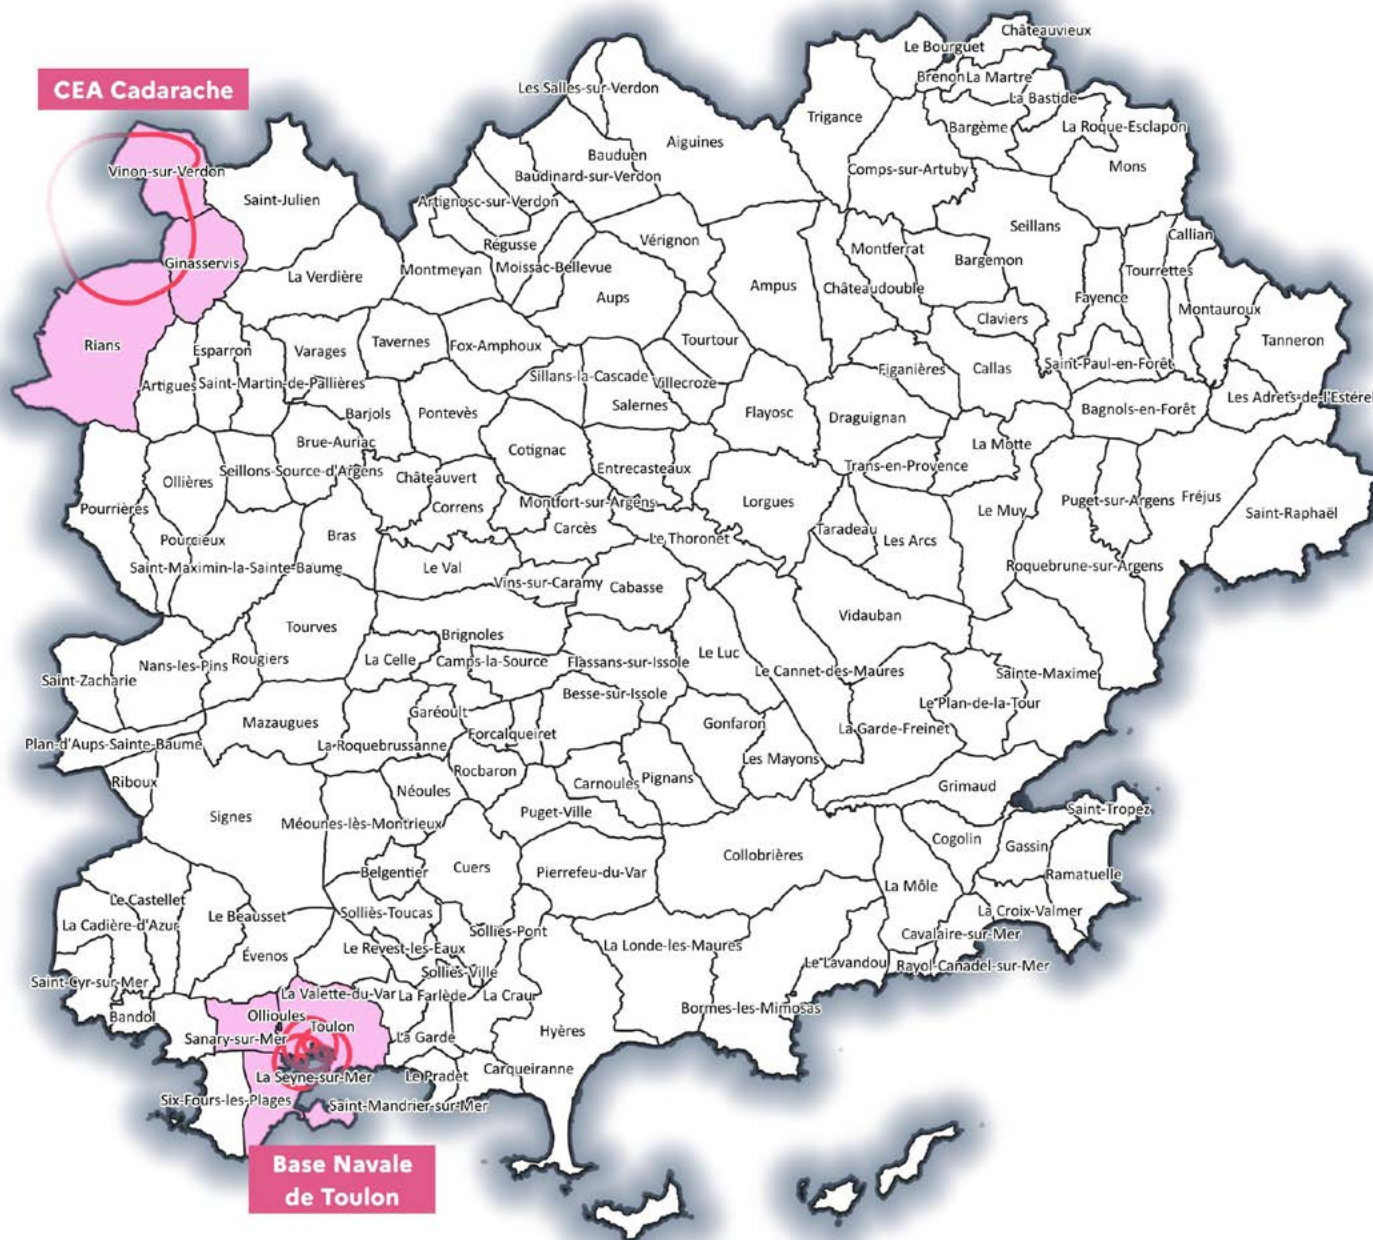 Châteauvieux
Le Bourguet
CEA Cadarache
Brenon
La Martre
Les Salles-sur-Verdon
La Bastide
Trigance
Bargème
La Roque-Esclapon
Aiguines
Bauduen
Mons
Vinon-sur-Verdon
Comps-sur-Artuby
Baudinard-sur-Verdon
Saint-Julien
Artignosc-sur-Verdon
Seillans
Callian
Vérignon
Régusse
Montferrat
Bargemon
Ginasservis
Moissac-Bellevue
Montmeyan
Tourrettes
La Verdière
Ampus
Châteaudouble
Aups
Fayence
Montauroux
Claviers
Tanneron
Tourtour
Tavernes
Rians
Fox-Amphoux
Esparron
Varages
Saint-Paul-en-Forêt
Figanières
Callas
Sillans-la-Cascade
Villecroze
Artigues
Saint-Martin-de-Pallières
Les Adrets-de-l'Estérel
Salernes
Bagnols-en-Forêt
Flayosc
Barjols
Pontevès
Draguignan
Brue-Auriac
La Motte
Cotignac
Trans-en-Provence
Entrecasteaux
Seillons-Source-d'Argens
Châteauvert
Ollières
Fréjus
Puget-sur-Argens
Montfort-sur-Argens
Lorgues
Correns
Pourrières
Le Muy
Saint-Raphaël
Carcès
Taradeau
Bras
Le Thoronet
Pourcieux
Les Arcs
Roquebrune-sur-Argens
Saint-Maximin-la-Sainte-Baume
Le Val
Vins-sur-Caramy
Cabasse
Vidauban
Tourves
Brignoles
Le Luc
Rougiers
La Celle
Camps-la-Source
Flassans-sur-Issole
Nans-les-Pins
Le Cannet-des-Maures
Sainte-Maxime
Saint-Zacharie
Besse-sur-Issole
Le Plan-de-la-Tour
Garéoult
Mazaugues
Gonfaron
La Garde-Freinet
Forcalqueiret
Plan-d'Aups-Sainte-Baume
La Roquebrussanne
Les Mayons
Rocbaron
Pignans
Riboux
Carnoules
Grimaud
Néoules
Saint-Tropez
Puget-Ville
Signes
Méounes-lès-Montrieux
Cogolin
Gassin
Collobrières
Cuers
Belgentier
Pierrefeu-du-Var
Ramatuelle
La Môle
Le Castellet
La Croix-Valmer
Solliès-Toucas
Le Beausset
La Cadière-d'Azur
Solliès-Pont
Cavalaire-sur-Mer
La Londe-les-Maures
Le Revest-les-Eaux
Évenos
Le Lavandou
Rayol-Canadel-sur-Mer
Solliès-Ville
Saint-Cyr-sur-Mer
La Valette-du-Var
La Farlède
La Crau
Bormes-les-Mimosas
Bandol
Ollioules
Toulon
Hyères
Sanary-sur-Mer
La Garde
Carqueiranne
La Seyne-sur-Mer
Le Pradet
Six-Fours-les-Plages
Saint-Mandrier-sur-Mer
Base Navale
de Toulon